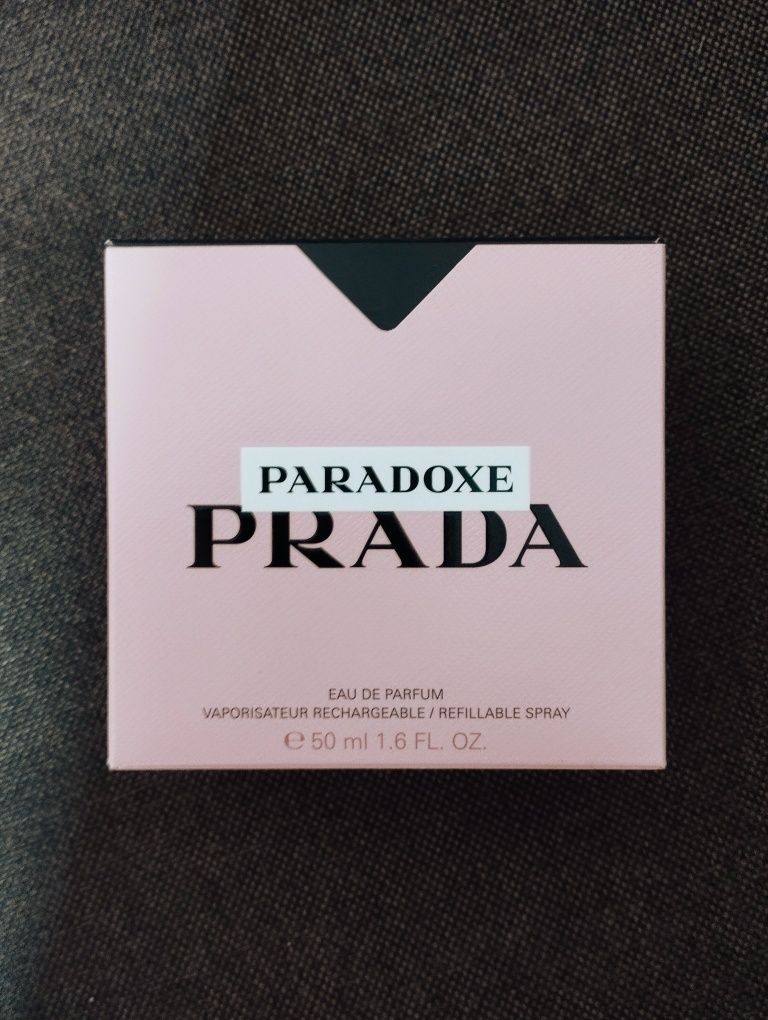 PARADOXE
PRADA
EAU DE PARFUM
VAPORISATEUR RECHARGEABLE / REFILLABLE SPRAY
℮ 50 ml 1.6 FL. OZ.